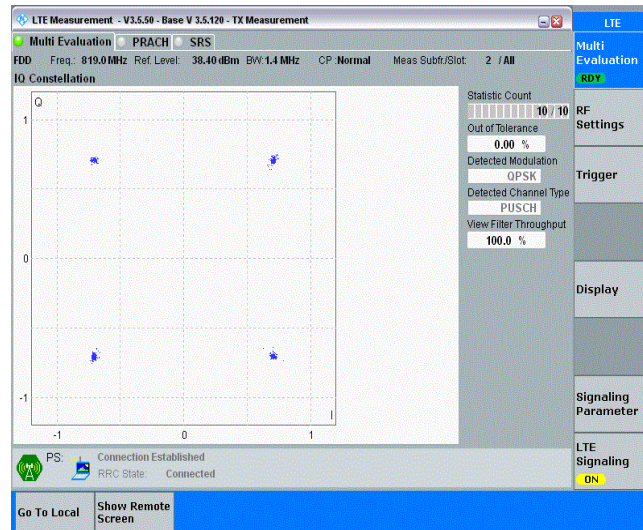 LTE Measurement - V3.5.50 - Base V 3.5.120 - TX Measurement
LTE
Multi Evaluation PRACH SRS
Multi
Evaluation
RDY
FDD Freq.: 819.0 MHz Ref. Level: 38.40 dBm BW: 1.4 MHz CP : Normal Meas Subfr./Slot: 2 / All
IQ Constellation
Statistic Count
10 / 10
Out of Tolerance
0.00 %
Detected Modulation
QPSK
Detected Channel Type
PUSCH
View Filter Throughput
100.0 %
RF
Settings
Trigger
Display
Signaling
Parameter
LTE
Signaling
ON
Q
1
0
-1
I
-1 0 1
PS: Connection Established
RRC State: Connected
Go To Local
Show Remote
Screen